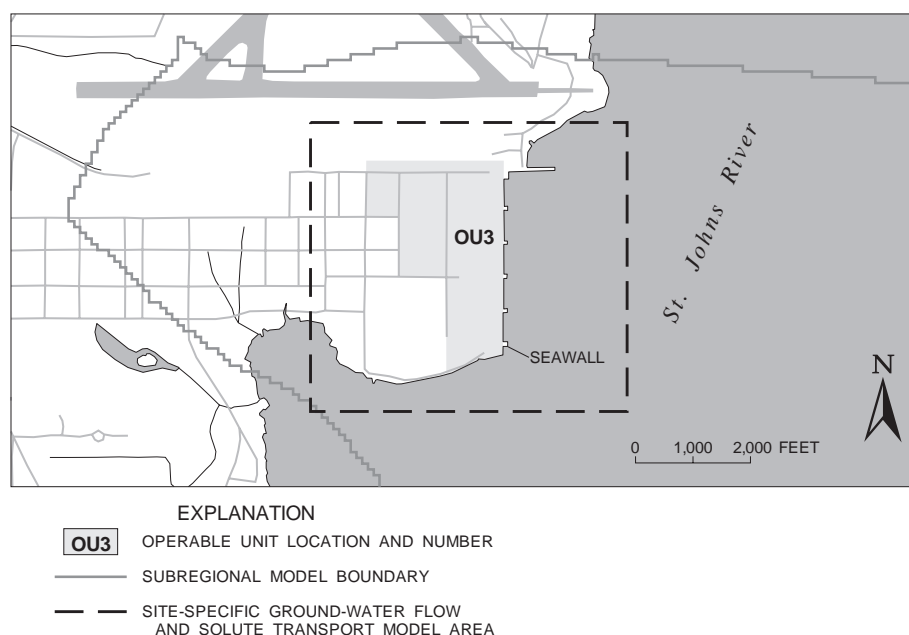 St. Johns River
OU3
SEAWALL
N
0 1,000 2,000 FEET
EXPLANATION
OU3 OPERABLE UNIT LOCATION AND NUMBER
SUBREGIONAL MODEL BOUNDARY
SITE-SPECIFIC GROUND-WATER FLOW
AND SOLUTE TRANSPORT MODEL AREA